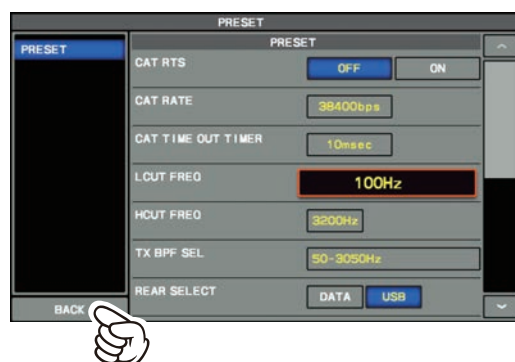 PRESET
PRESET
PRESET
CAT RTS
OFF
ON
CAT RATE
38400bps
CAT TIME OUT TIMER
10msec
LCUT FREQ
100Hz
HCUT FREQ
3200Hz
TX BPF SEL
50-3050Hz
REAR SELECT
DATA
USB
BACK